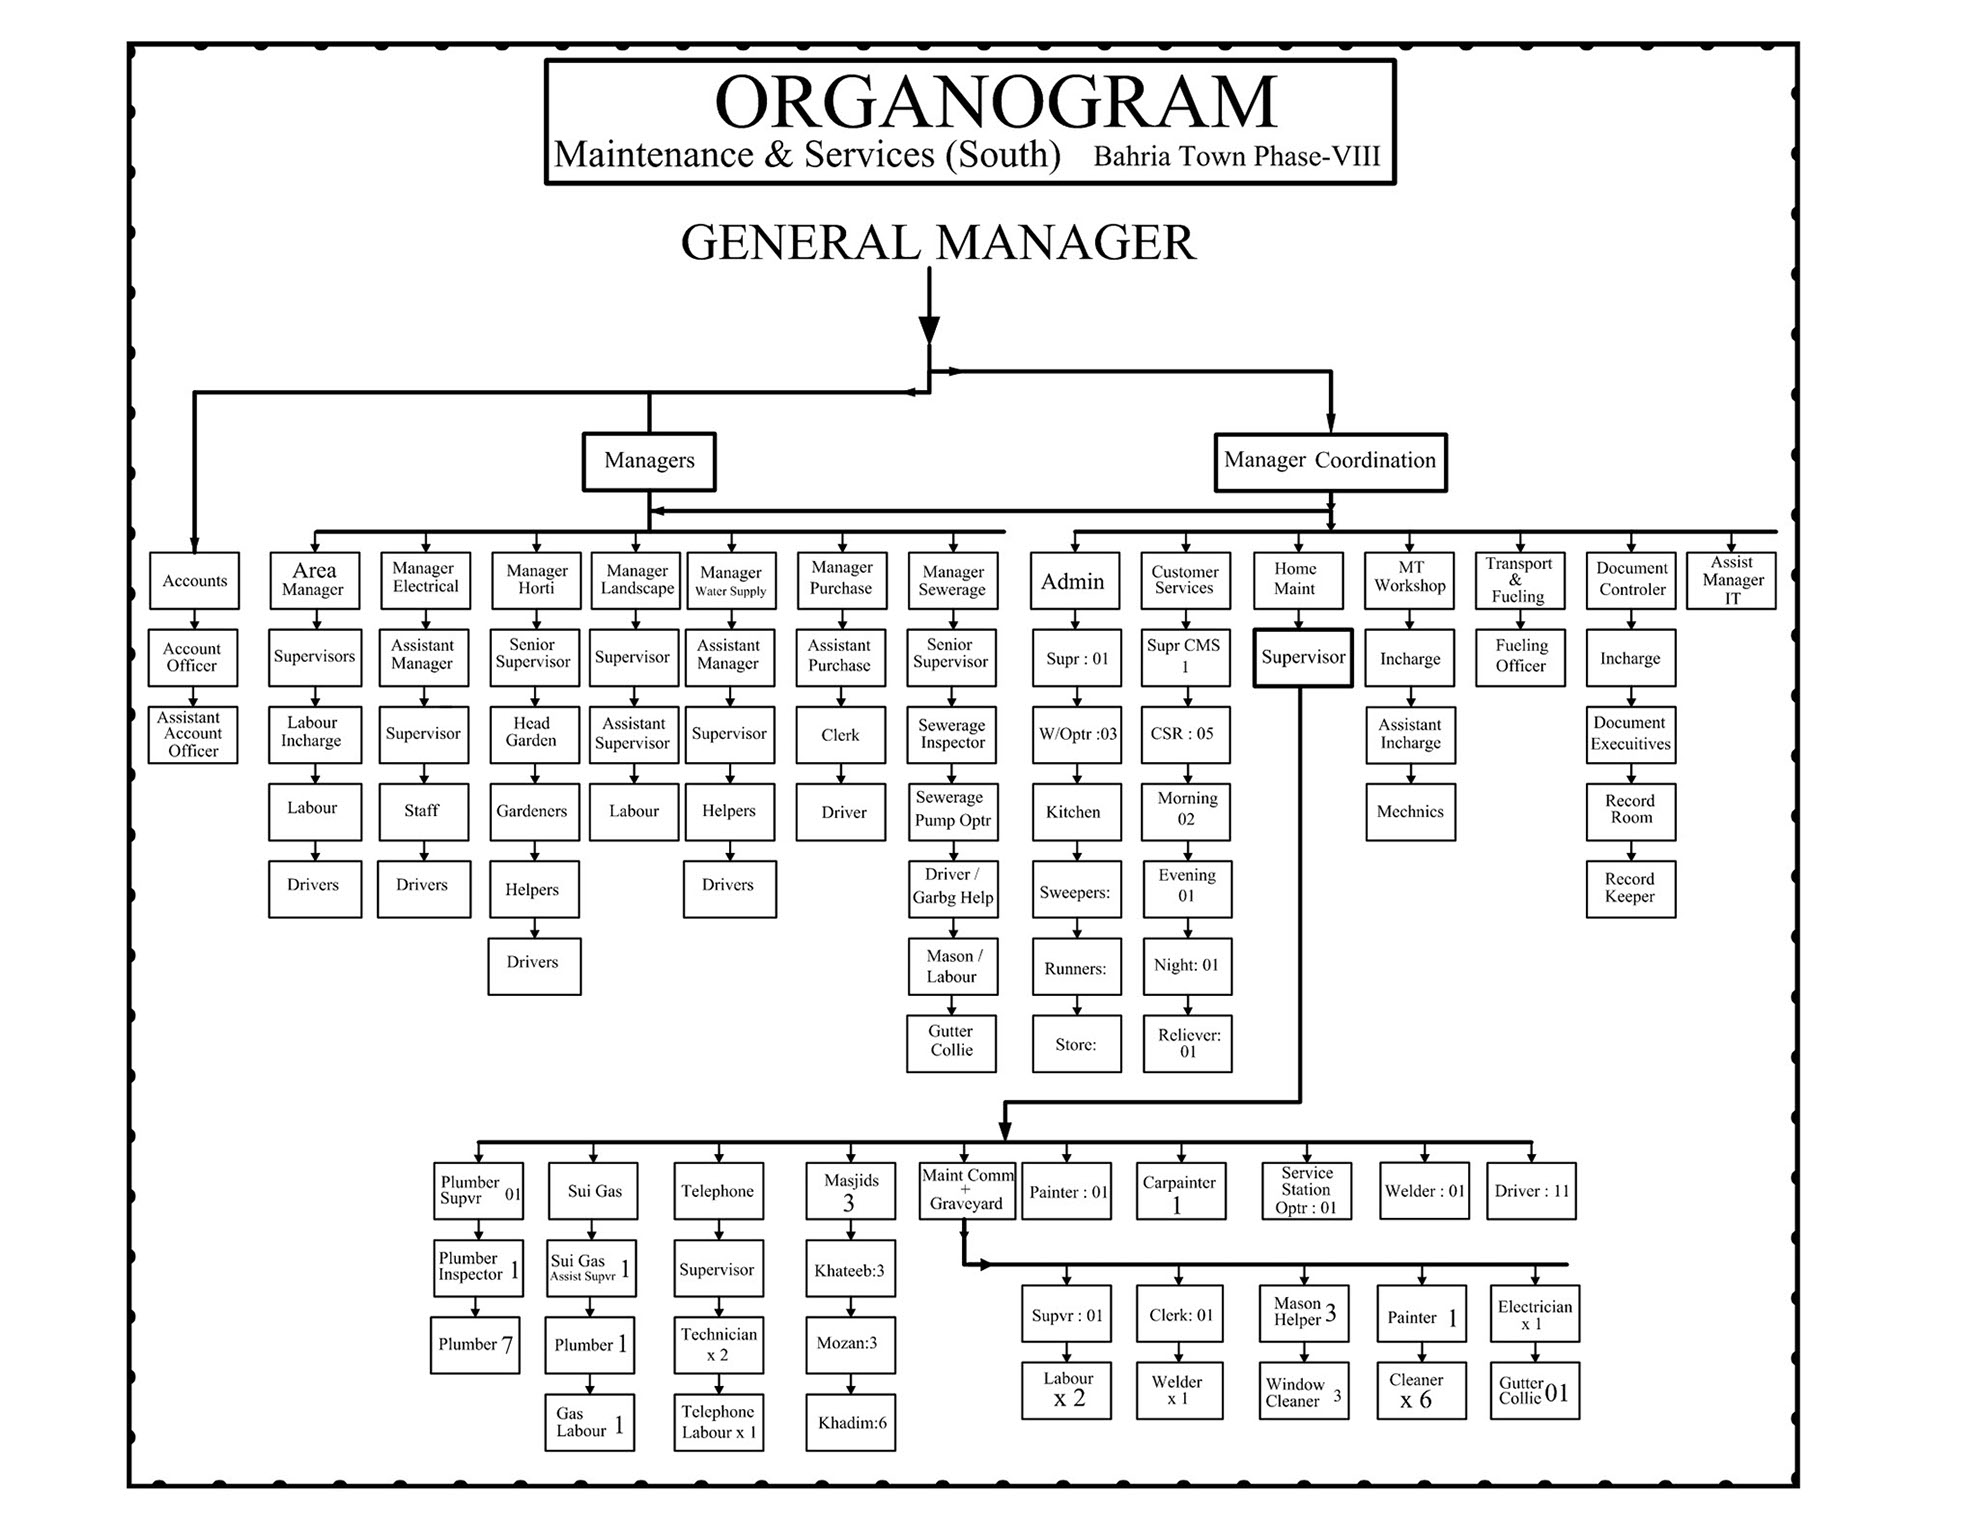 ORGANOGRAM
Maintenance & Services (South) Bahria Town Phase-VIII
GENERAL MANAGER
Managers
Manager Coordination
Accounts
Account
Officer
Assistant
Account
Officer
Area
Manager
Supervisors
Labour
Incharge
Labour
Drivers
Manager
Electrical
Assistant
Manager
Supervisor
Staff
Drivers
Manager
Horti
Senior
Supervisor
Head
Garden
Gardeners
Helpers
Drivers
Manager
Landscape
Supervisor
Assistant
Supervisor
Labour
Manager
Water Supply
Assistant
Manager
Supervisor
Helpers
Drivers
Manager
Purchase
Assistant
Purchase
Clerk
Driver
Manager
Sewerage
Senior
Supervisor
Sewerage
Inspector
Sewerage
Pump Optr
Driver /
Garbg Help
Mason /
Labour
Gutter
Collie
Admin
Supr : 01
W/Optr :03
Kitchen
Sweepers:
Runners:
Store:
Customer
Services
Supr CMS
1
CSR : 05
Morning
02
Evening
01
Night: 01
Reliever:
01
Home
Maint
Supervisor
MT
Workshop
Incharge
Assistant
Incharge
Mechnics
Transport
&
Fueling
Fueling
Officer
Document
Controler
Incharge
Document
Execuitives
Record
Room
Record
Keeper
Assist
Manager
IT
Plumber
Supvr 01
Plumber
Inspector 1
Plumber 7
Sui Gas
Sui Gas
Assist Supvr 1
Plumber 1
Gas
Labour 1
Telephone
Supervisor
Technician
x 2
Telephone
Labour x 1
Masjids
3
Khateeb:3
Mozan:3
Khadim:6
Maint Comm
+
Graveyard
Painter : 01
Carpainter
1
Service
Station
Optr : 01
Welder : 01
Driver : 11
Supvr : 01
Labour
x 2
Clerk: 01
Welder
x 1
Mason
Helper 3
Window
Cleaner 3
Painter 1
Cleaner
x 6
Electrician
x 1
Gutter
Collie 01